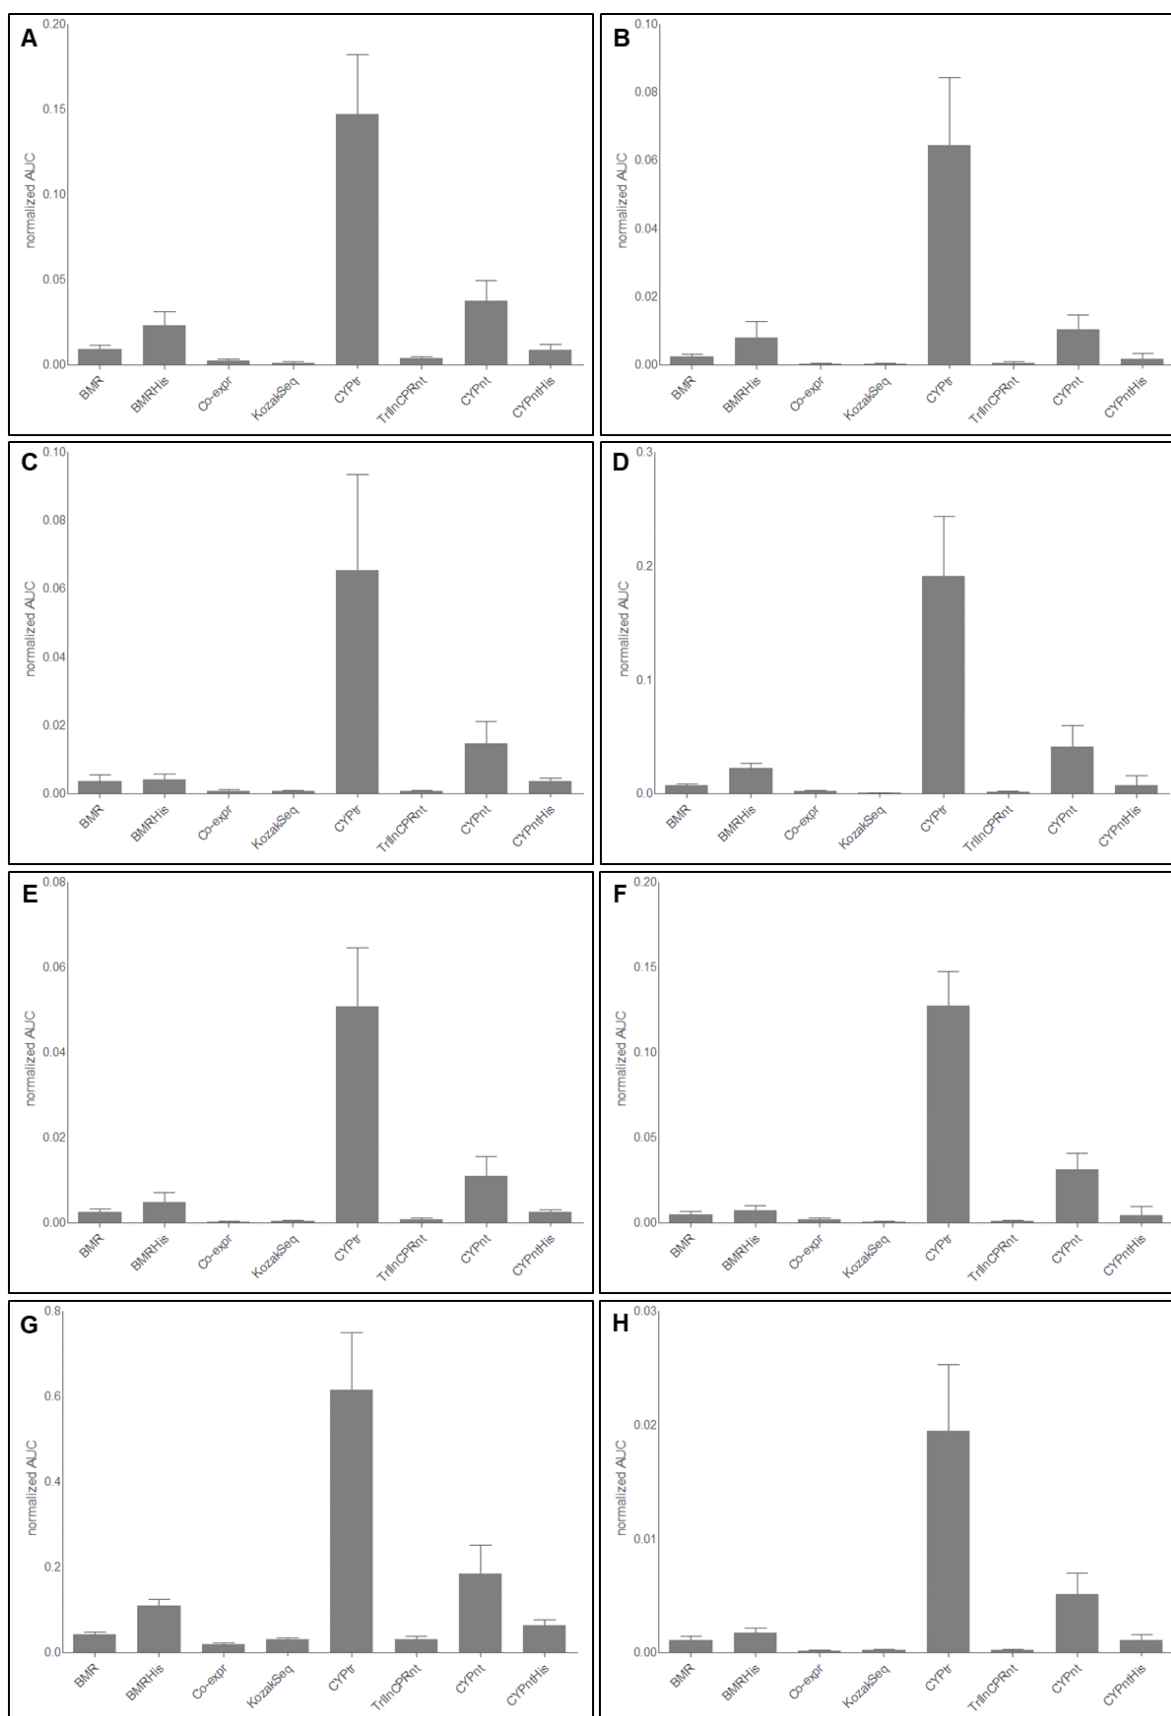 A
0.20
0.15
0.10
0.05
0.00
normalized AUC
BMR
BMRHis
Co-expr
KozakSeq
CYPtr
TrlInCPRnt
CYPnt
CYPntHis
B
0.10
0.08
0.06
0.04
0.02
0.00
normalized AUC
BMR
BMRHis
Co-expr
KozakSeq
CYPtr
TrlInCPRnt
CYPnt
CYPntHis
C
0.10
0.08
0.06
0.04
0.02
0.00
normalized AUC
BMR
BMRHis
Co-expr
KozakSeq
CYPtr
TrlInCPRnt
CYPnt
CYPntHis
D
0.3
0.2
0.1
0.0
normalized AUC
BMR
BMRHis
Co-expr
KozakSeq
CYPtr
TrlInCPRnt
CYPnt
CYPntHis
E
0.08
0.06
0.04
0.02
0.00
normalized AUC
BMR
BMRHis
Co-expr
KozakSeq
CYPtr
TrlInCPRnt
CYPnt
CYPntHis
F
0.20
0.15
0.10
0.05
0.00
normalized AUC
BMR
BMRHis
Co-expr
KozakSeq
CYPtr
TrlInCPRnt
CYPnt
CYPntHis
G
0.8
0.6
0.4
0.2
0.0
normalized AUC
BMR
BMRHis
Co-expr
KozakSeq
CYPtr
TrlInCPRnt
CYPnt
CYPntHis
H
0.03
0.02
0.01
0.00
normalized AUC
BMR
BMRHis
Co-expr
KozakSeq
CYPtr
TrlInCPRnt
CYPnt
CYPntHis